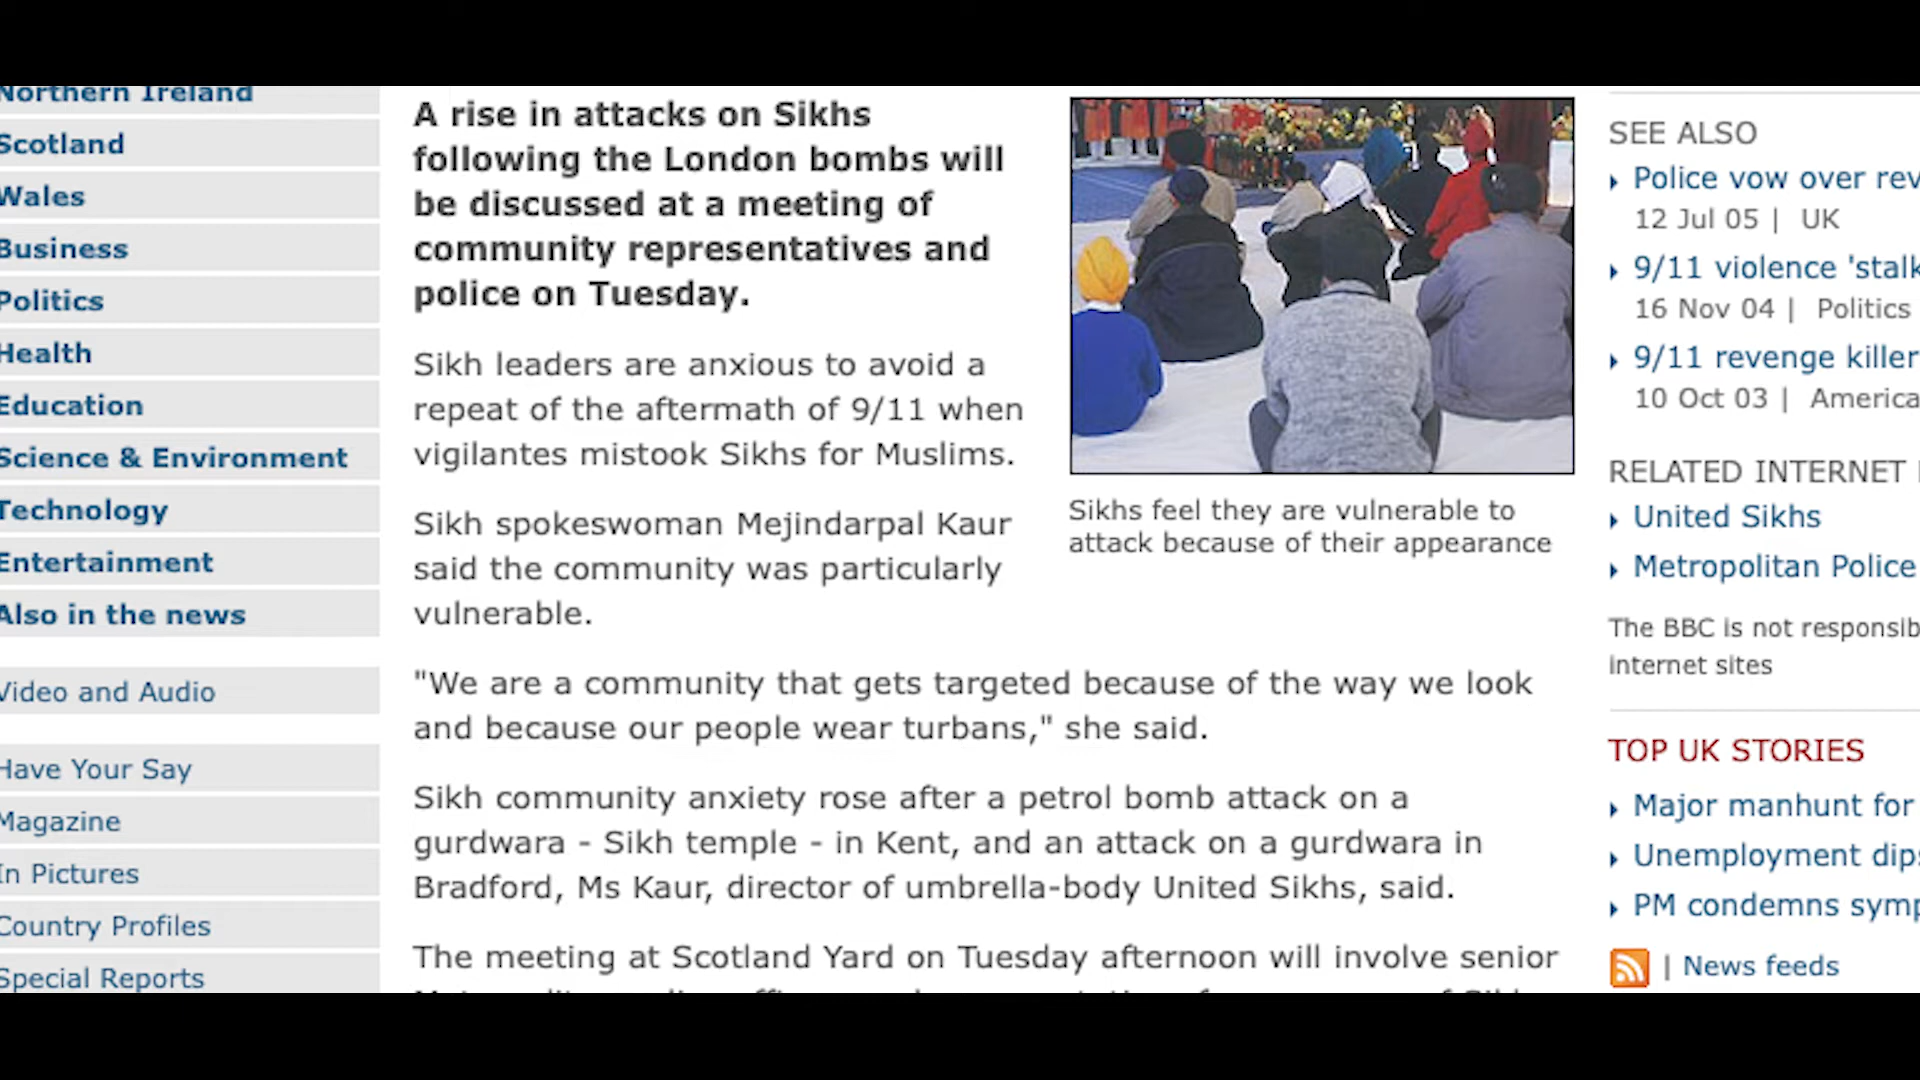 Northern Ireland
Scotland
Wales
Business
Politics
Health
Education
Science & Environment
Technology
Entertainment
Also in the news
Video and Audio
Have Your Say
Magazine
In Pictures
Country Profiles
Special Reports
A rise in attacks on Sikhs
following the London bombs will
be discussed at a meeting of
community representatives and
police on Tuesday.
Sikh leaders are anxious to avoid a
repeat of the aftermath of 9/11 when
vigilantes mistook Sikhs for Muslims.
Sikh spokeswoman Mejindarpal Kaur
said the community was particularly
vulnerable.
"We are a community that gets targeted because of the way we look
and because our people wear turbans," she said.
Sikh community anxiety rose after a petrol bomb attack on a
gurdwara - Sikh temple - in Kent, and an attack on a gurdwara in
Bradford, Ms Kaur, director of umbrella-body United Sikhs, said.
The meeting at Scotland Yard on Tuesday afternoon will involve senior
Sikhs feel they are vulnerable to
attack because of their appearance
SEE ALSO
Police vow over rev
12 Jul 05 | UK
9/11 violence 'stalk
16 Nov 04 | Politics
9/11 revenge killer
10 Oct 03 | America
RELATED INTERNET
United Sikhs
Metropolitan Police
The BBC is not responsib
internet sites
TOP UK STORIES
Major manhunt for
Unemployment dips
PM condemns symp
| News feeds